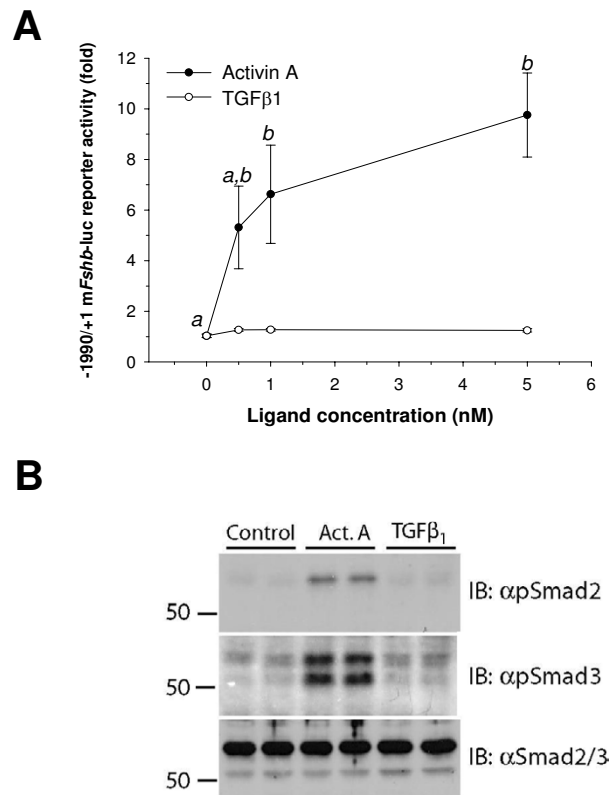 A
-1990/+1 mFshb-luc reporter activity (fold)
12
10
8
6
4
2
0
Activin A
TGFβ1
a
a,b
b
b
0
1
2
3
4
5
6
Ligand concentration (nM)
B
Control Act. A TGFβ1
50
IB: αpSmad2
50
IB: αpSmad3
50
IB: αSmad2/3